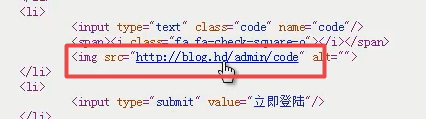 <li>
<input type="text" class="code" name="code"/>
<span><i class="fa fa-check-square-o"></i></span>
<img src="http://blog.hd/admin/code" alt="">
</li>
<li>
<input type="submit" value="立即登陆"/>
</li>